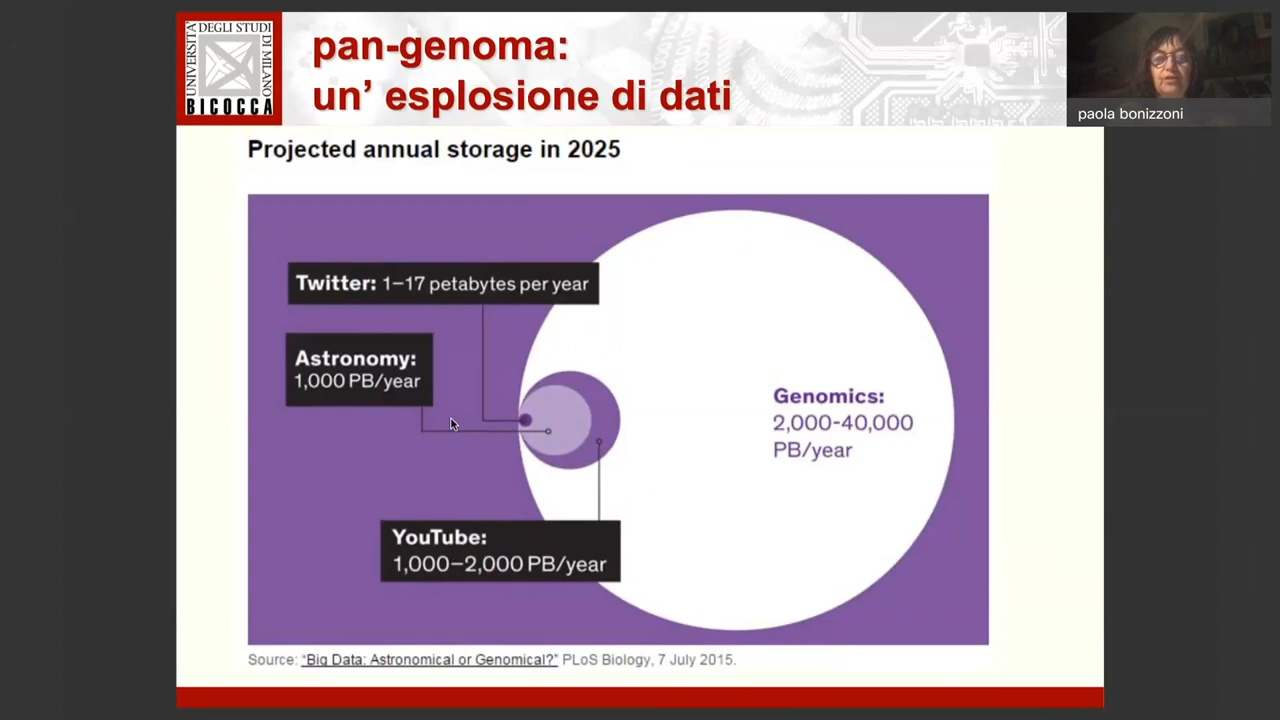 UNIVERSITÀ DEGLI STUDI DI MILANO
BICOCCA
pan-genoma:
un’ esplosione di dati
paola bonizzoni
Projected annual storage in 2025
Twitter: 1–17 petabytes per year
Astronomy:
1,000 PB/year
Genomics:
2,000-40,000
PB/year
YouTube:
1,000–2,000 PB/year
Source: “Big Data: Astronomical or Genomical?” PLoS Biology, 7 July 2015.